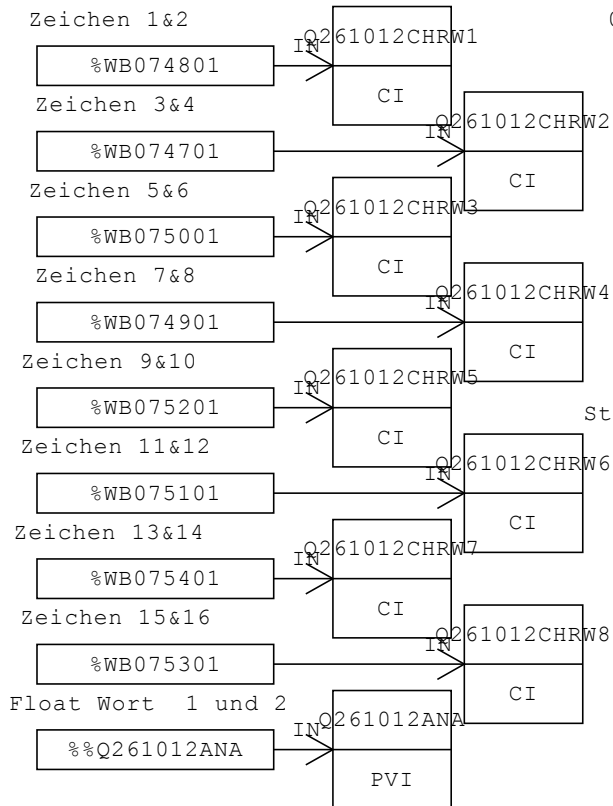 Zeichen 1&2
Q261012CHRW1
IN
%WB074801
CI
Zeichen 3&4
Q261012CHRW2
IN
%WB074701
CI
Zeichen 5&6
Q261012CHRW3
IN
%WB075001
CI
Zeichen 7&8
Q261012CHRW4
IN
%WB074901
CI
Zeichen 9&10
Q261012CHRW5
IN
%WB075201
CI
St
Zeichen 11&12
Q261012CHRW6
IN
%WB075101
CI
Zeichen 13&14
Q261012CHRW7
IN
%WB075401
CI
Zeichen 15&16
Q261012CHRW8
IN
%WB075301
CI
Float Wort  1 und 2
Q261012ANA
IN
%%Q261012ANA
PVI